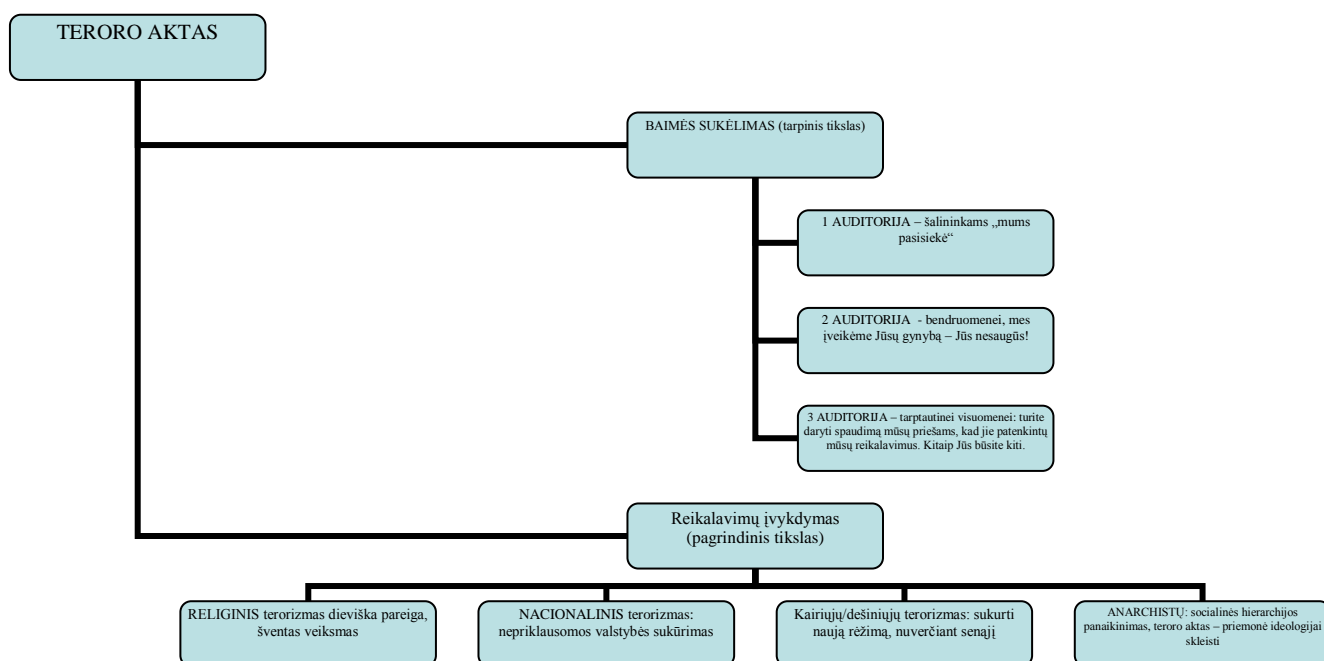 TERORO AKTAS
BAIMĖS SUKĖLIMAS (tarpinis tikslas)
1 AUDITORIJA – šalininkams „mums
pasisiekė“
2 AUDITORIJA - bendruomenei, mes
įveikėme Jūsų gynybą – Jūs nesaugūs!
3 AUDITORIJA – tarptautinei visuomenei: turite
daryti spaudimą mūsų priešams, kad jie patenkintų
mūsų reikalavimus. Kitaip Jūs būsite kiti.
Reikalavimų įvykdymas
(pagrindinis tikslas)
RELIGINIS terorizmas dieviška pareiga,
šventas veiksmas
NACIONALINIS terorizmas:
nepriklausomos valstybės sukūrimas
Kairiųjų/dešiniųjų terorizmas: sukurti
naują rėžimą, nuverčiant senąjį
ANARCHISTŲ: socialinės hierarchijos
panaikinimas, teroro aktas – priemonė ideologijai
skleisti